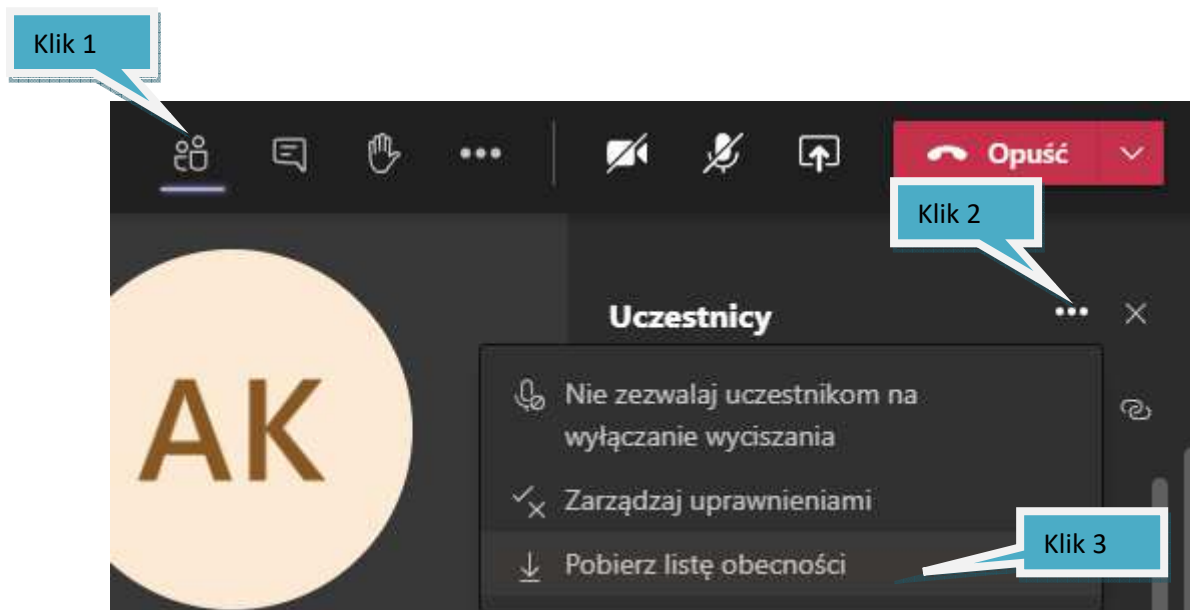 Klik 1
Opuść
Klik 2
Uczestnicy
AK
Nie zezwalaj uczestnikom na
wyłączanie wyciszania
Zarządzaj uprawnieniami
Pobierz listę obecności
Klik 3